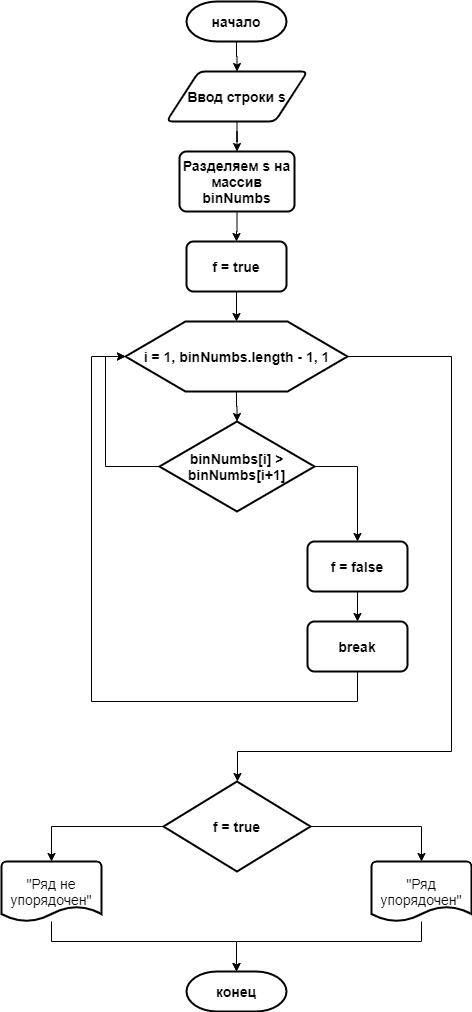 начало
Ввод строки s
Разделяем s на
массив
binNumbs
f = true
i = 1, binNumbs.length - 1, 1
binNumbs[i] >
binNumbs[i+1]
f = false
break
f = true
"Ряд не
упорядочен"
"Ряд
упорядочен"
конец